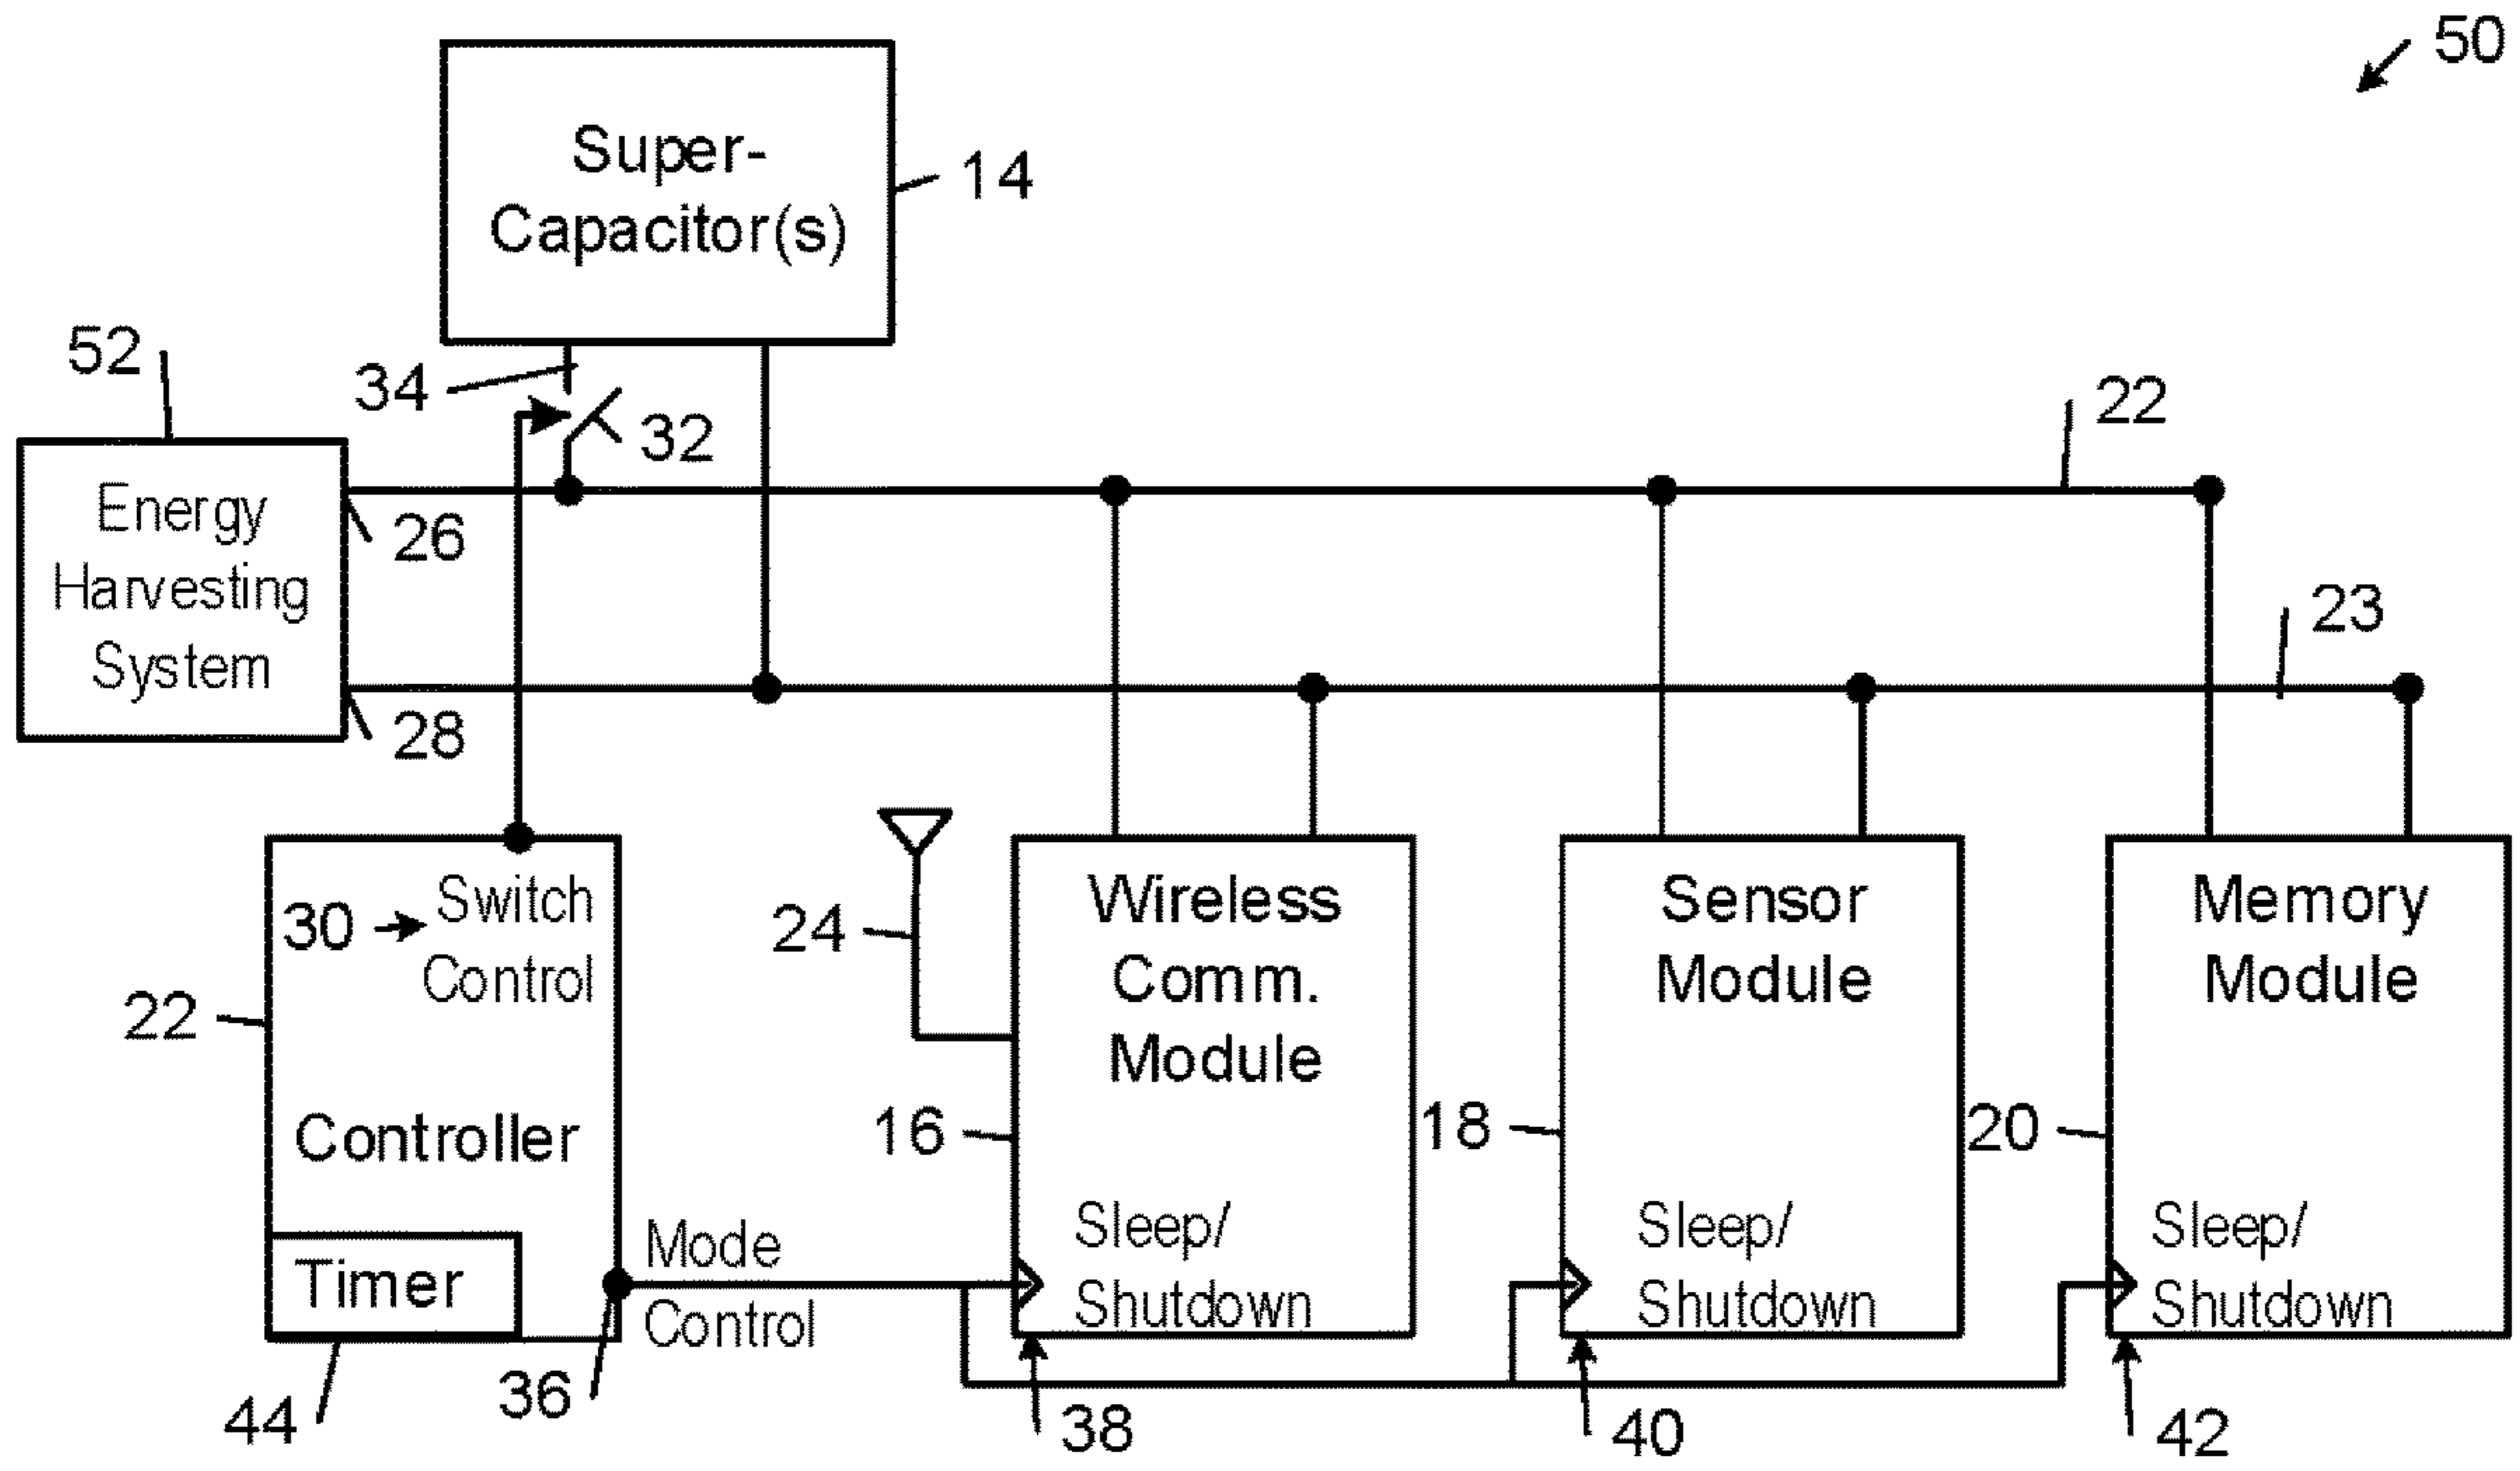 50
Super-
Capacitor(s)
14
52
34
32
22
Energy
Harvesting
System
26
28
23
30
Switch
Control
22
Controller
Timer
44
36
Mode
Control
24
Wireless
Comm.
Module
16
Sleep/
Shutdown
38
Sensor
Module
18
Sleep/
Shutdown
40
Memory
Module
20
Sleep/
Shutdown
42